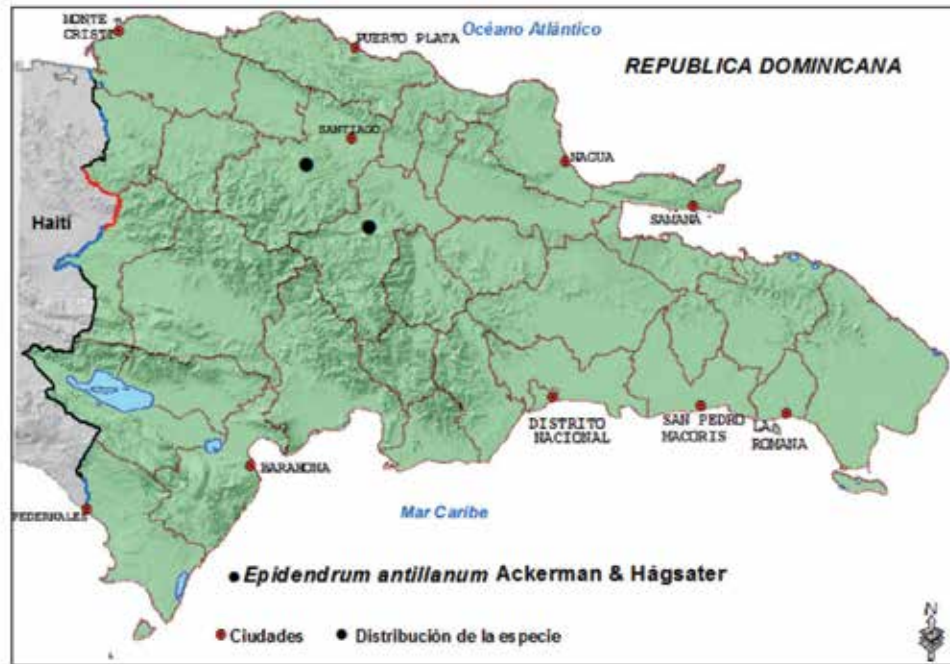 MONTE
CRISTI
PUERTO PLATA
Océano Atlántico
REPUBLICA DOMINICANA
SANTIAGO
NAGUA
SAMANÁ
Haití
DISTRITO
NACIONAL
SAN PEDRO
MACORIS
LA
ROMANA
BARAHONA
PEDERNALES
Mar Caribe
Epidendrum antillanum Ackerman & Hágsater
Ciudades
Distribución de la especie
N